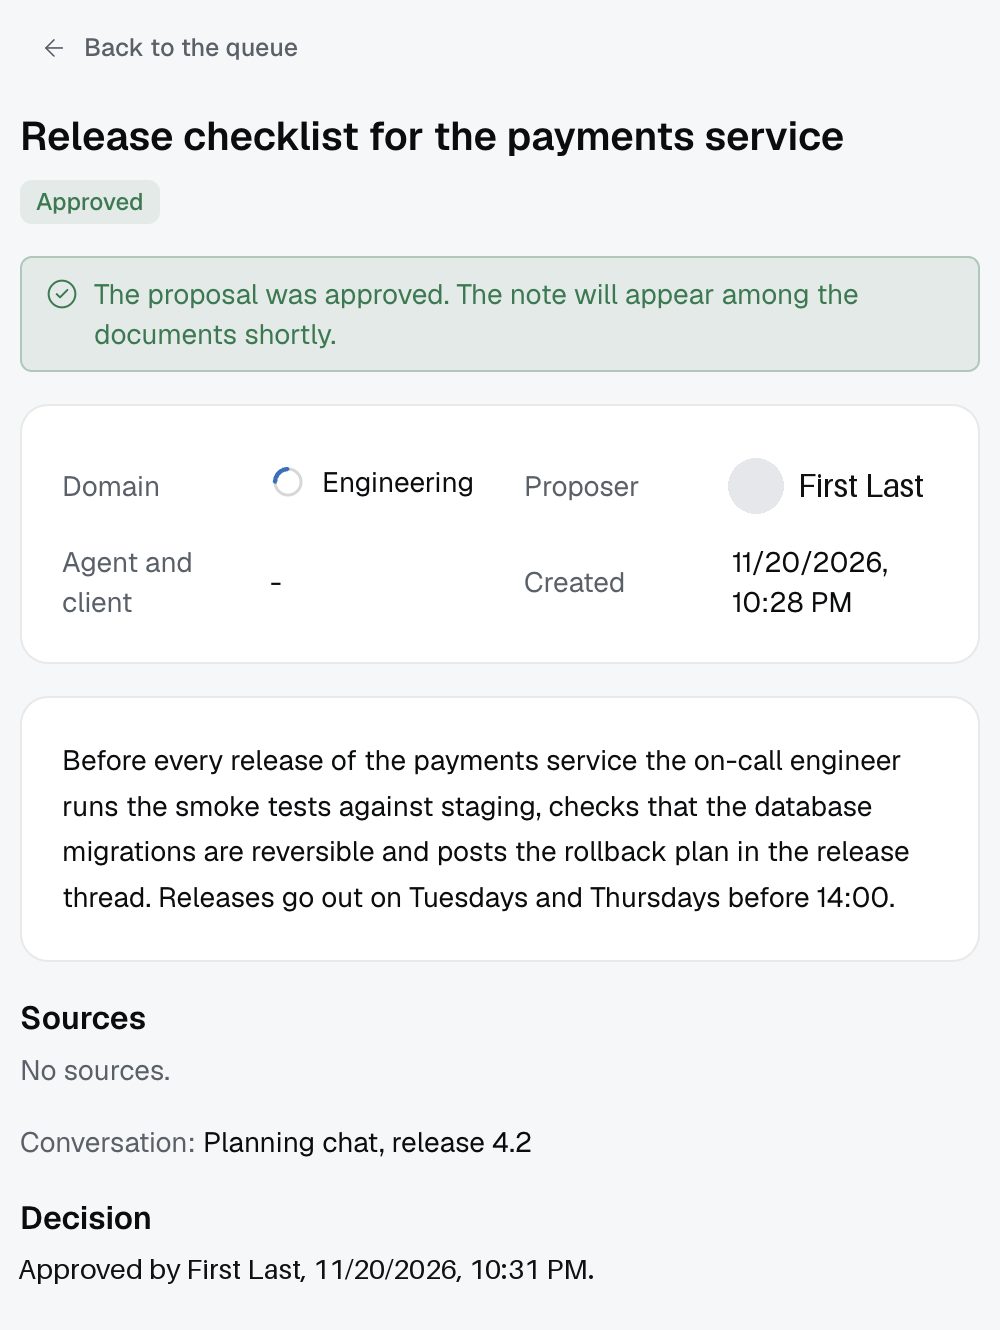 Back to the queue
Release checklist for the payments service
Approved
The proposal was approved. The note will appear among the
documents shortly.
Domain
Engineering
Proposer
First Last
Agent and
client
-
Created
11/20/2026,
10:28 PM
Before every release of the payments service the on-call engineer
runs the smoke tests against staging, checks that the database
migrations are reversible and posts the rollback plan in the release
thread. Releases go out on Tuesdays and Thursdays before 14:00.
Sources
No sources.
Conversation: Planning chat, release 4.2
Decision
Approved by First Last, 11/20/2026, 10:31 PM.